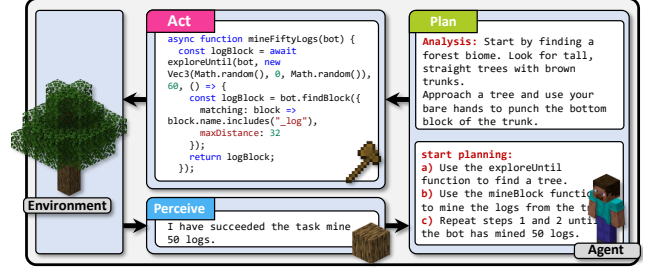 Act
async function mineFiftyLogs(bot) {
const logBlock = await
exploreUntil(bot, new
Vec3(Math.random(), 0, Math.random()),
60, () => {
const logBlock = bot.findBlock({
matching: block =>
block.name.includes("_log"),
maxDistance: 32
});
return logBlock;
});
Plan
Analysis: Start by finding a
forest biome. Look for tall,
straight trees with brown
trunks.
Approach a tree and use your
bare hands to punch the bottom
block of the trunk.
start planning:
a) Use the exploreUntil
function to find a tree.
b) Use the mineBlock
to mine the logs from the
c) Repeat steps 1 and 2
the bot has mined 50 logs.
Agent
Environment
Perceive
I have succeeded the task mine
50 logs.